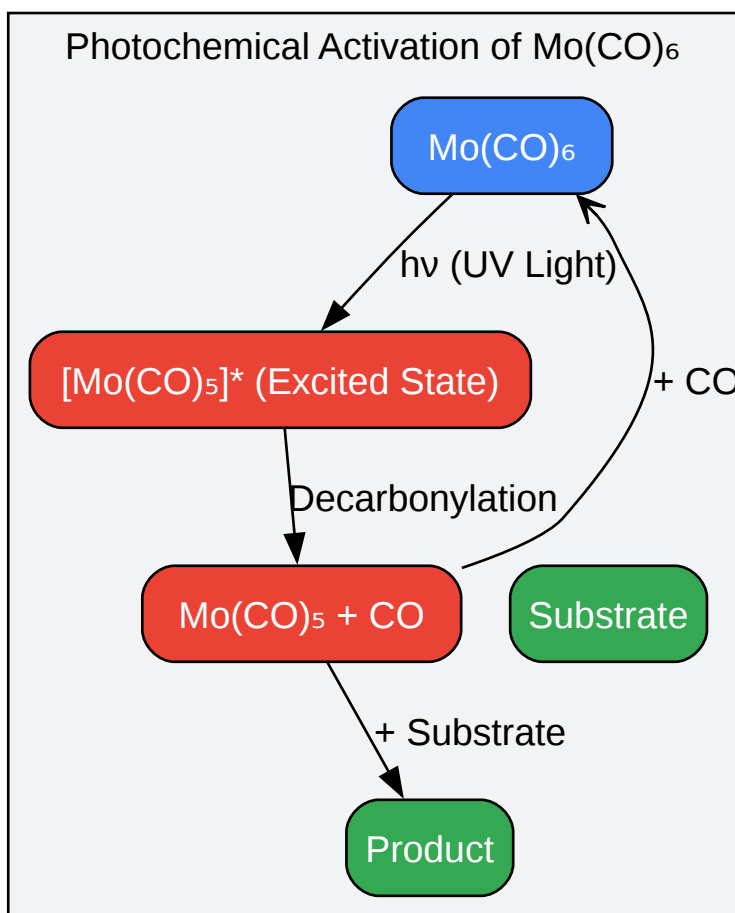 Photochemical Activation of Mo(CO)₆
Mo(CO)₆
hν (UV Light)
[Mo(CO)₅]* (Excited State)
+ CO
Decarbonylation
Mo(CO)₅ + CO
Substrate
+ Substrate
Product